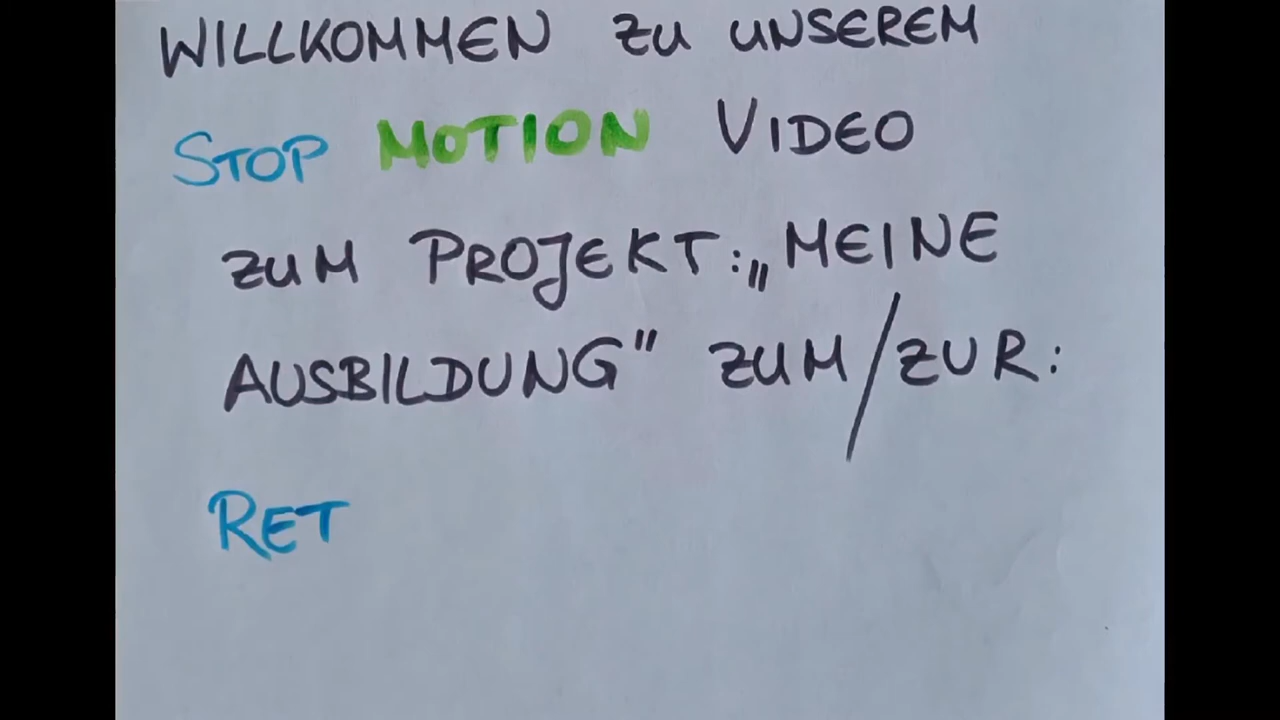 WILLKOMMEN ZU UNSEREM
STOP MOTION VIDEO
ZUM PROJEKT: „MEINE
AUSBILDUNG" ZUM/ZUR:
RET